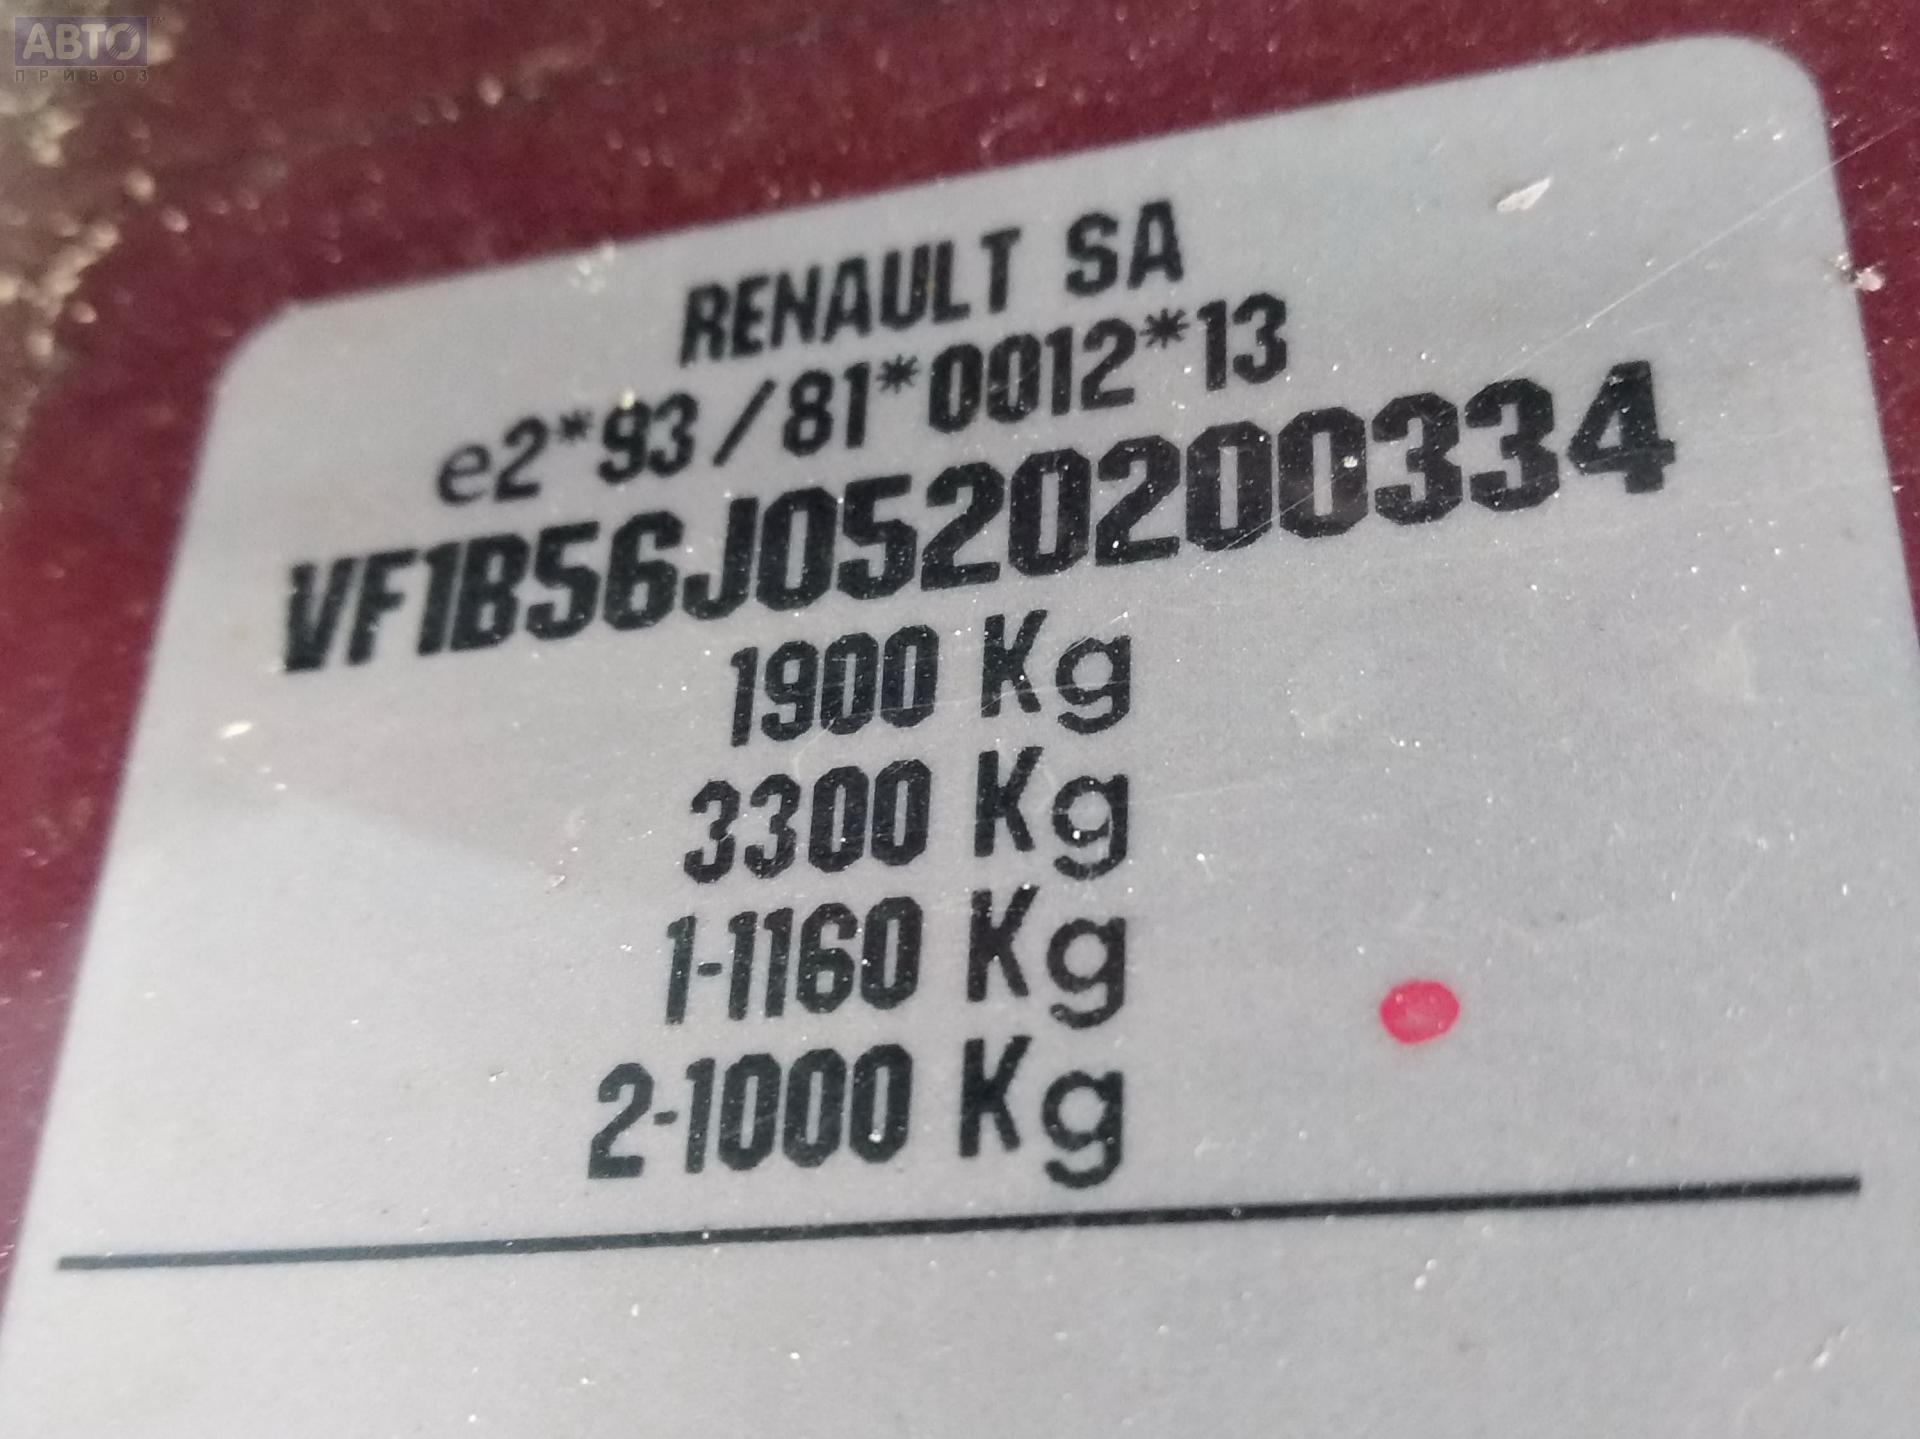 АВТО
ПРИВОЗ
RENAULT SA
e2*93/81*0012*13
VF1B56J0520200334
1900 Kg
3300 Kg
1-1160 Kg
2-1000 Kg